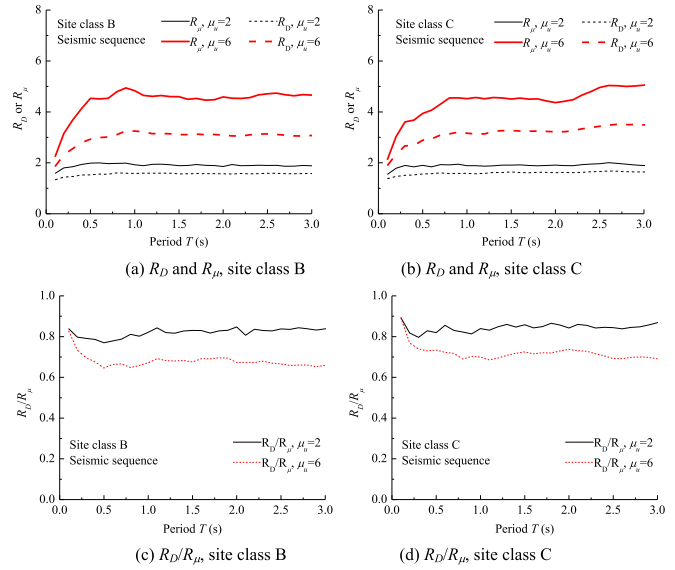 Site class B
Seismic sequence
R_μ, μ_u=2
R_D, μ_u=2
R_μ, μ_u=6
R_D, μ_u=6
8
6
4
2
0
R_D or R_μ
0.0 0.5 1.0 1.5 2.0 2.5 3.0
Period T (s)
(a) R_D and R_μ, site class B
Site class C
Seismic sequence
R_μ, μ_u=2
R_D, μ_u=2
R_μ, μ_u=6
R_D, μ_u=6
8
6
4
2
0
R_D or R_μ
0.0 0.5 1.0 1.5 2.0 2.5 3.0
Period T (s)
(b) R_D and R_μ, site class C
1.0
0.8
0.6
0.4
0.2
0.0
R_D/R_μ
Site class B
Seismic sequence
R_D/R_μ, μ_u=2
R_D/R_μ, μ_u=6
0.0 0.5 1.0 1.5 2.0 2.5 3.0
Period T (s)
(c) R_D/R_μ, site class B
1.0
0.8
0.6
0.4
0.2
0.0
R_D/R_μ
Site class C
Seismic sequence
R_D/R_μ, μ_u=2
R_D/R_μ, μ_u=6
0.0 0.5 1.0 1.5 2.0 2.5 3.0
Period T (s)
(d) R_D/R_μ, site class C